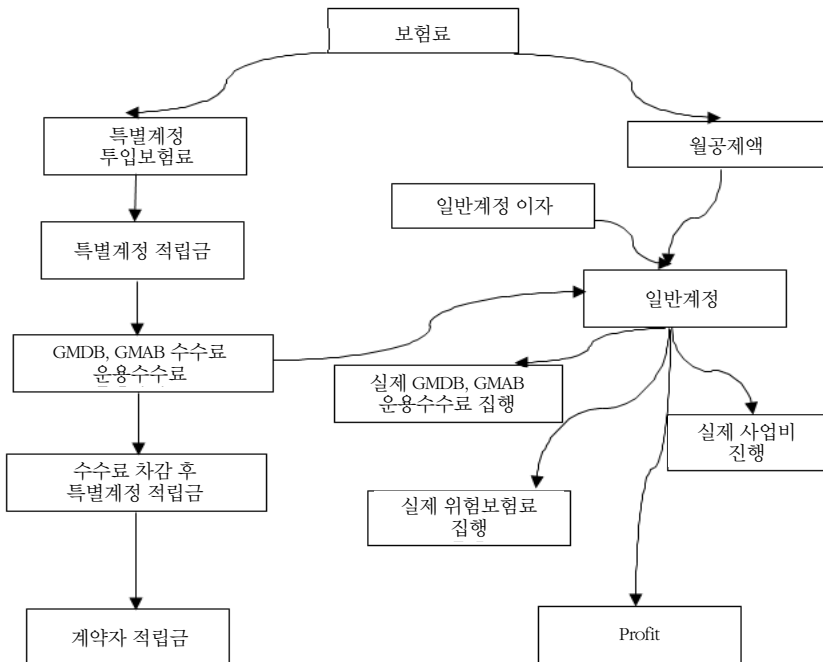 보험료
특별계정
투입보험료
월공제액
일반계정 이자
특별계정 적립금
일반계정
GMDB, GMAB 수수료
운용수수료
실제 GMDB, GMAB
운용수수료 집행
실제 사업비
진행
수수료 차감 후
특별계정 적립금
실제 위험보험료
집행
계약자 적립금
Profit